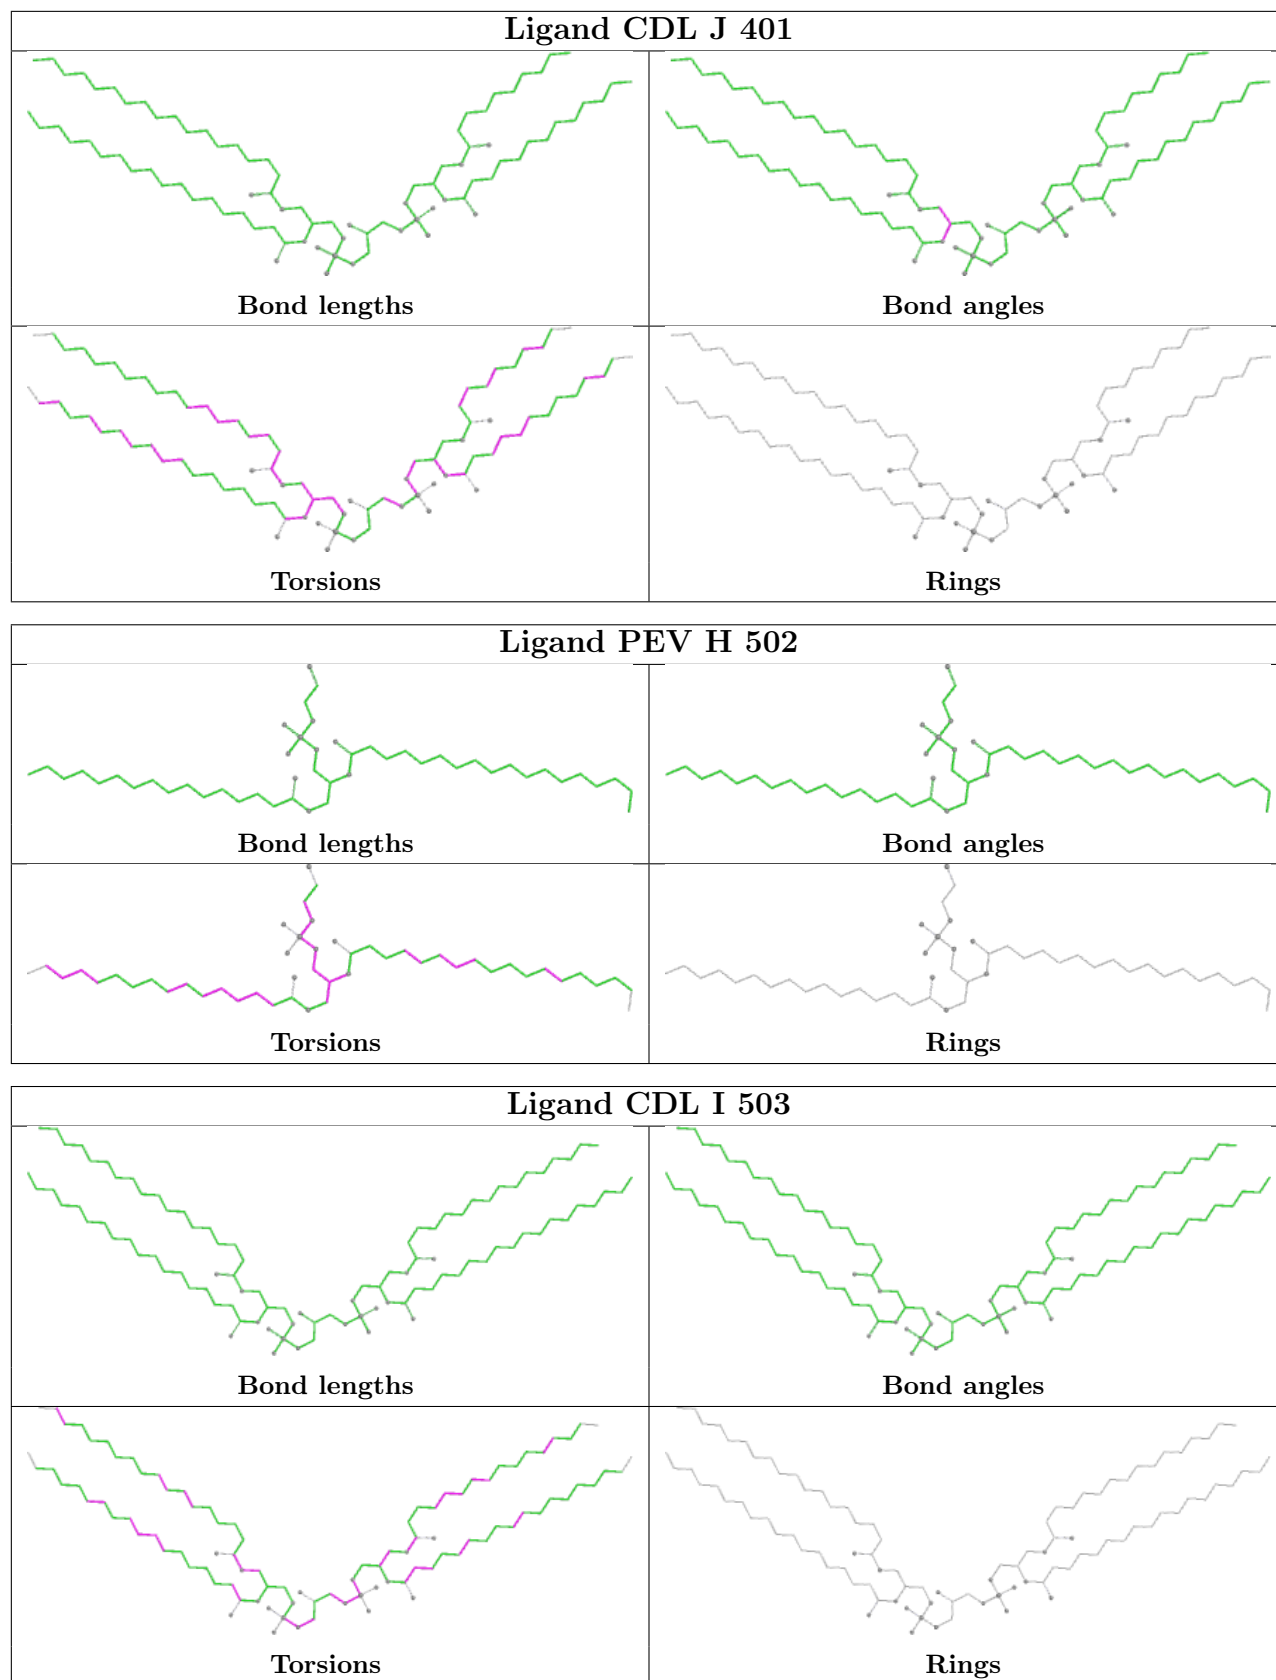 Ligand CDL J 401
Bond lengths
Bond angles
Torsions
Rings
Ligand PEV H 502
Bond lengths
Bond angles
Torsions
Rings
Ligand CDL I 503
Bond lengths
Bond angles
Torsions
Rings